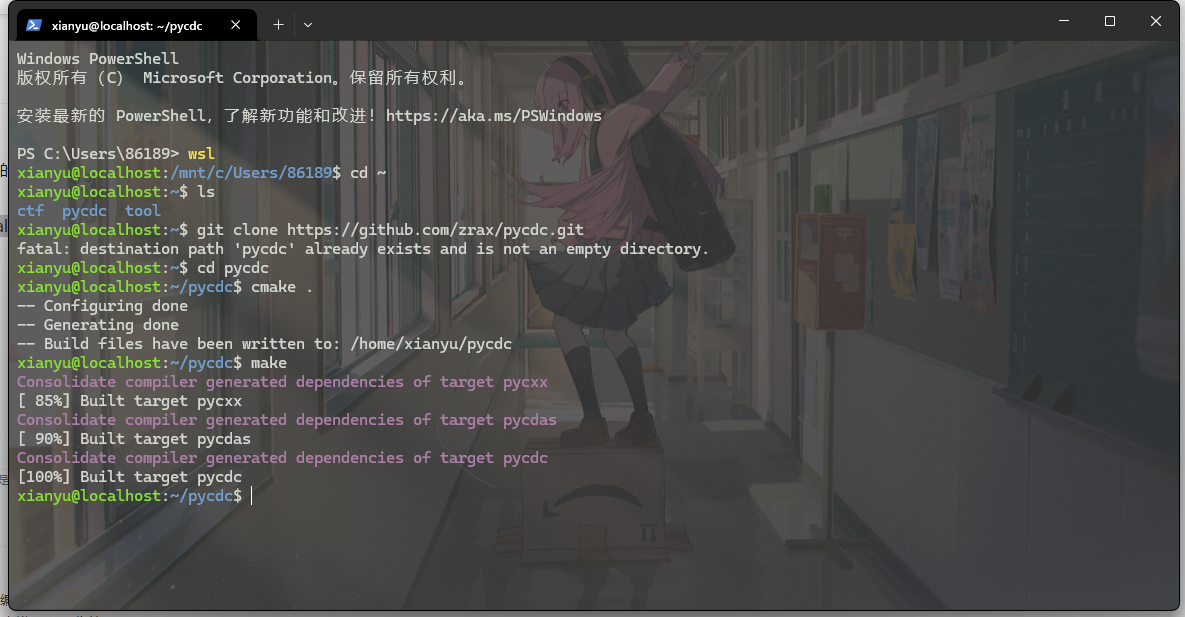 xianyu@localhost: ~/pycdc
Windows PowerShell
版权所有（C） Microsoft Corporation。保留所有权利。
安装最新的 PowerShell，了解新功能和改进！https://aka.ms/PSWindows
PS C:\Users\86189> wsl
xianyu@localhost:/mnt/c/Users/86189$ cd ~
xianyu@localhost:~$ ls
ctf  pycdc  tool
xianyu@localhost:~$ git clone https://github.com/zrax/pycdc.git
fatal: destination path 'pycdc' already exists and is not an empty directory.
xianyu@localhost:~$ cd pycdc
xianyu@localhost:~/pycdc$ cmake .
-- Configuring done
-- Generating done
-- Build files have been written to: /home/xianyu/pycdc
xianyu@localhost:~/pycdc$ make
Consolidate compiler generated dependencies of target pycxx
[ 85%] Built target pycxx
Consolidate compiler generated dependencies of target pycdas
[ 90%] Built target pycdas
Consolidate compiler generated dependencies of target pycdc
[100%] Built target pycdc
xianyu@localhost:~/pycdc$